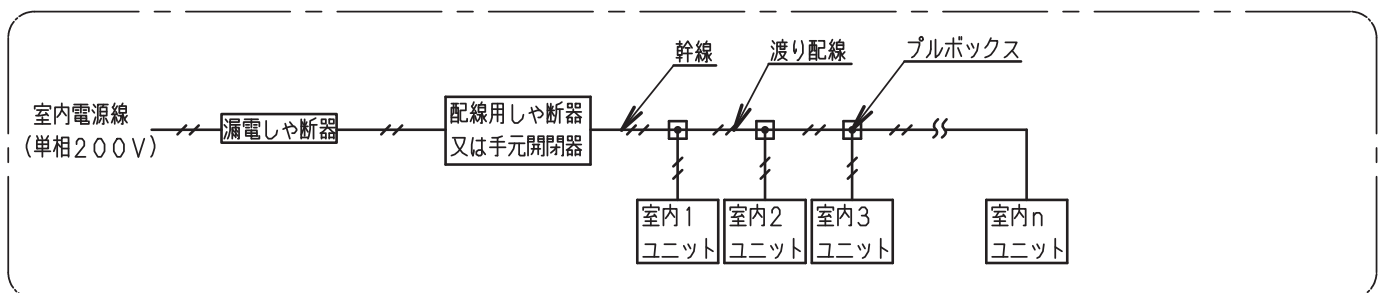 幹線
渡り配線
プルボックス
室内電源線
(単相200V)
漏電しゃ断器
配線用しゃ断器
又は手元開閉器
室内1
ユニット
室内2
ユニット
室内3
ユニット
室内n
ユニット